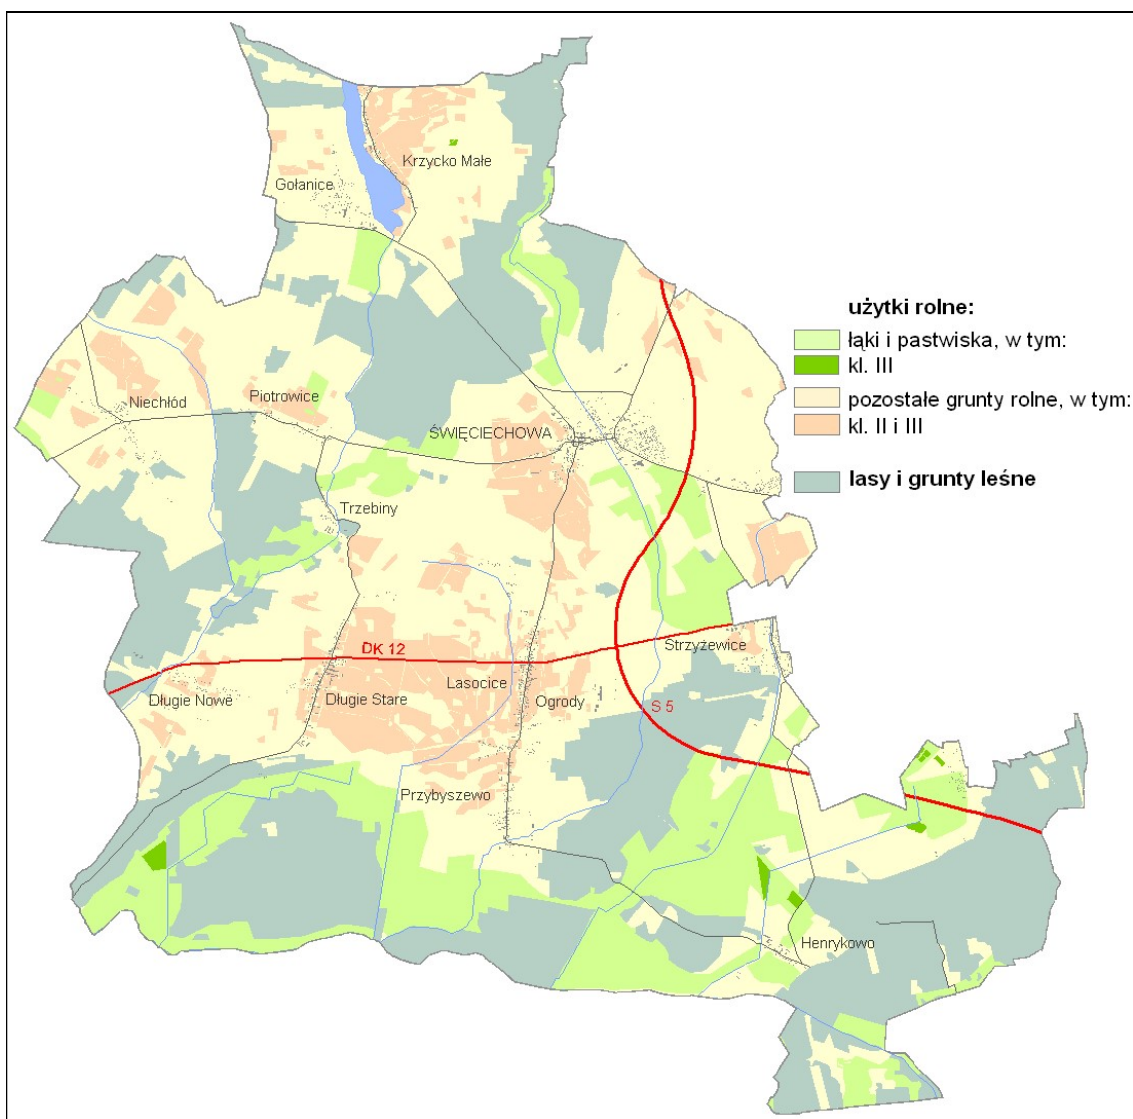 Krzycko Małe
Gołanice
użytki rolne:
łąki i pastwiska, w tym:
kl. III
pozostałe grunty rolne, w tym:
kl. II i III
lasy i grunty leśne
Niechłód
Piotrowice
ŚWIĘCIECHOWA
Trzebiny
DK 12
Strzyżewice
Długie Nowe
Długie Stare
Lasocice
Ogrody
S 5
Przybyszewo
Henrykowo